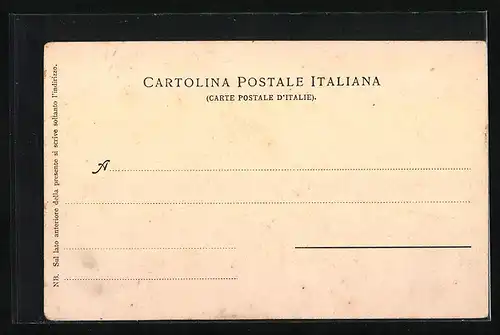 CARTOLINA POSTALE ITALIANA
(CARTE POSTALE D'ITALIE).
A
NB. Sul lato anteriore della presente si scrive soltanto l'indirizzo.